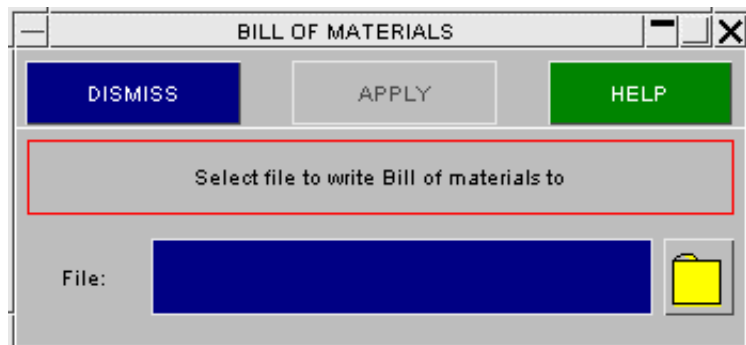 BILL OF MATERIALS
DISMISS APPLY HELP
Select file to write Bill of materials to
File: